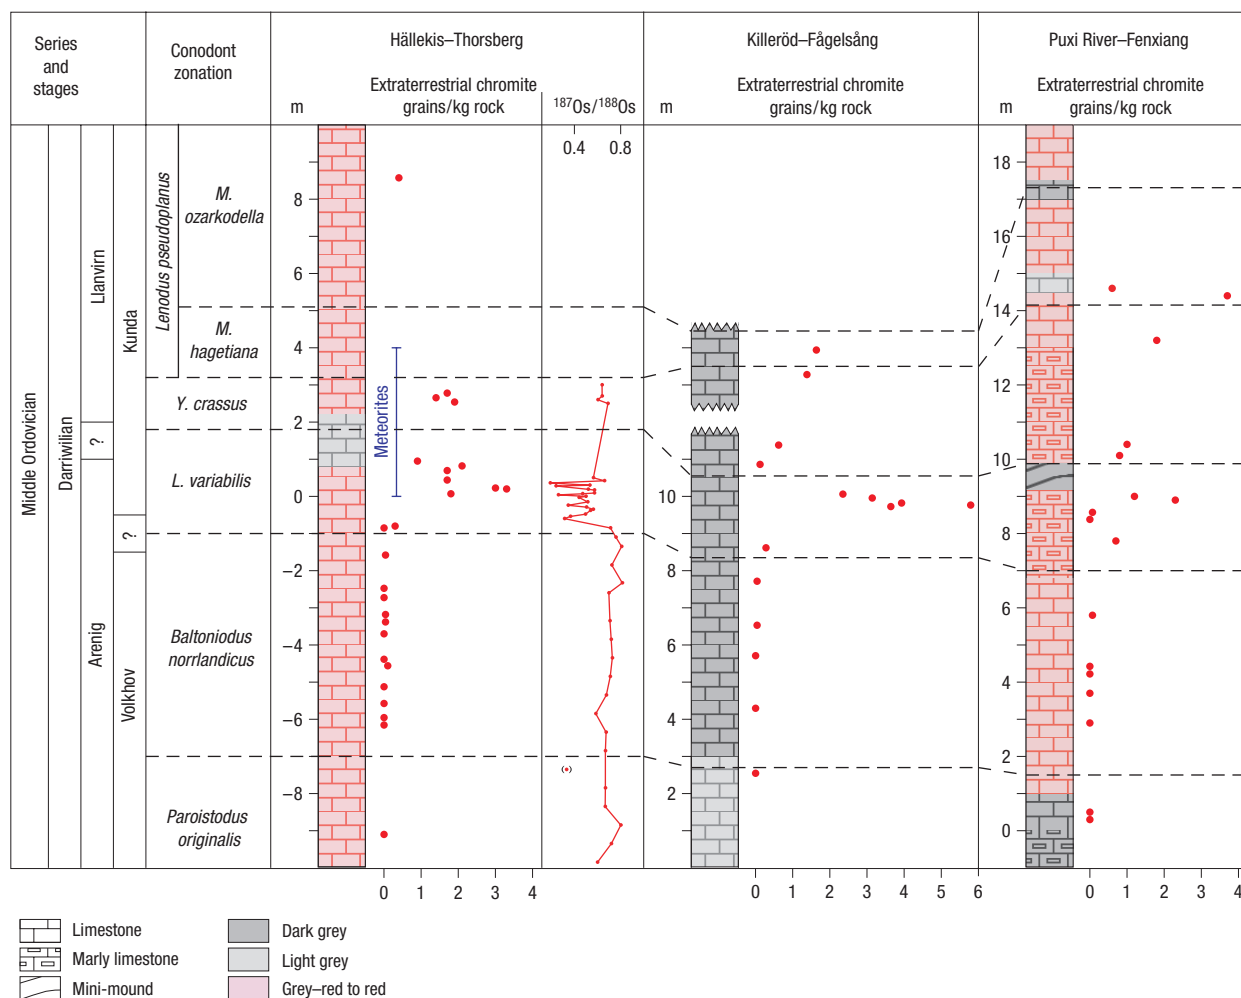 Series
and
stages
Conodont
zonation
Hällekis–Thorsberg
Killeröd–Fågelsång
Puxi River–Fenxiang
m
Extraterrestrial chromite
grains/kg rock
187Os/188Os
m
Extraterrestrial chromite
grains/kg rock
m
Extraterrestrial chromite
grains/kg rock
0.4 0.8
Middle Ordovician
Darriwilian
Llanvirn
?
Arenig
Kunda
?
Volkhov
Lenodus pseudoplanus
M.
ozarkodella
M.
hagetiana
Y. crassus
L. variabilis
Baltoniodus
norrlandicus
Paroistodus
originalis
8
6
4
2
0
−2
−4
−6
−8
Meteorites
( )
10
8
6
4
2
18
16
14
12
10
8
6
4
2
0
0 1 2 3 4
0 1 2 3 4 5 6
0 1 2 3 4
Limestone
Marly limestone
Mini-mound
Dark grey
Light grey
Grey–red to red